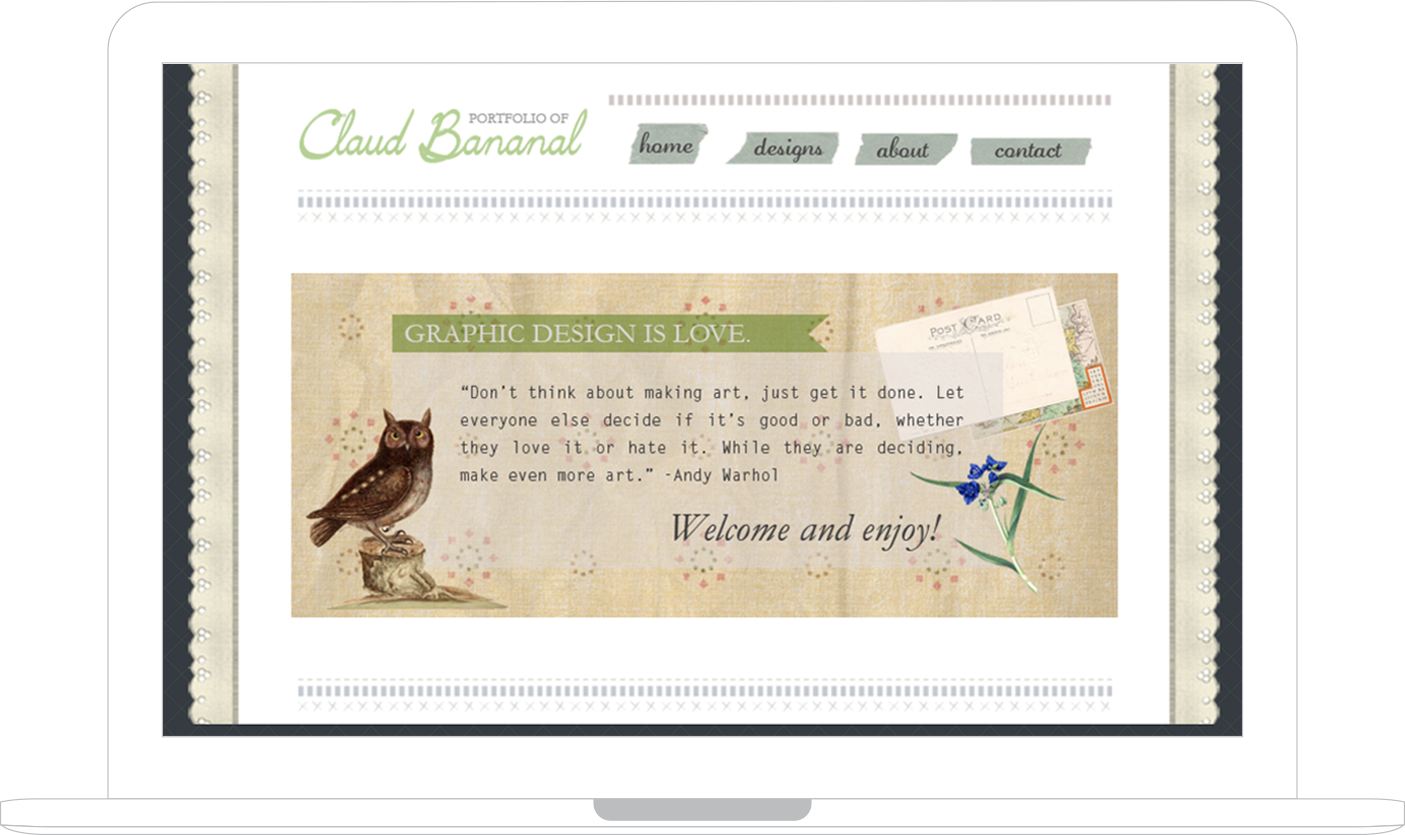 PORTFOLIO OF
Claud Bananal
home designs about contact
GRAPHIC DESIGN IS LOVE.
POST CARD
“Don’t think about making art, just get it done. Let
everyone else decide if it’s good or bad, whether
they love it or hate it. While they are deciding,
make even more art.” -Andy Warhol
Welcome and enjoy!